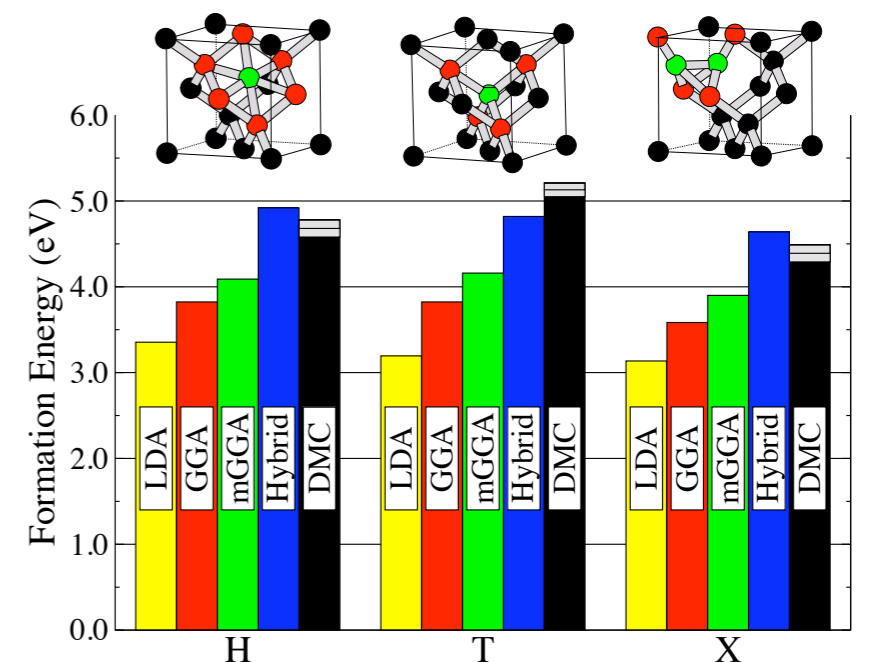 6.0
5.0
4.0
3.0
2.0
1.0
0.0
Formation Energy (eV)
LDA
GGA
mGGA
Hybrid
DMC
LDA
GGA
mGGA
Hybrid
DMC
LDA
GGA
mGGA
Hybrid
DMC
H
T
X